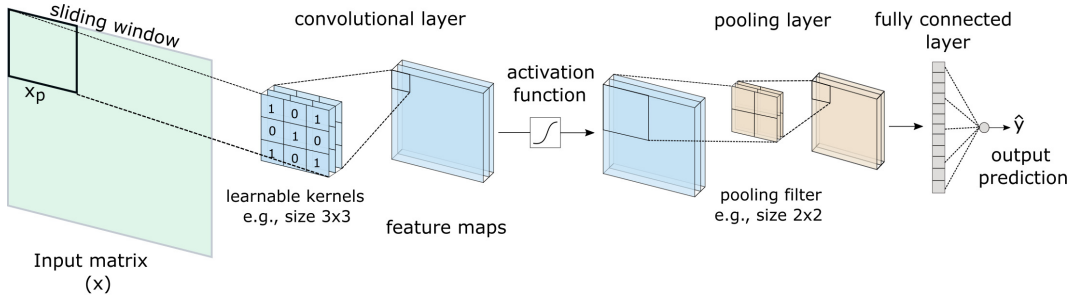 sliding window
x_p
Input matrix
(x)
convolutional layer
1 0 1
0 1 0
1 0 1
learnable kernels
e.g., size 3x3
feature maps
activation
function
pooling layer
pooling filter
e.g., size 2x2
fully connected
layer
ŷ
output
prediction